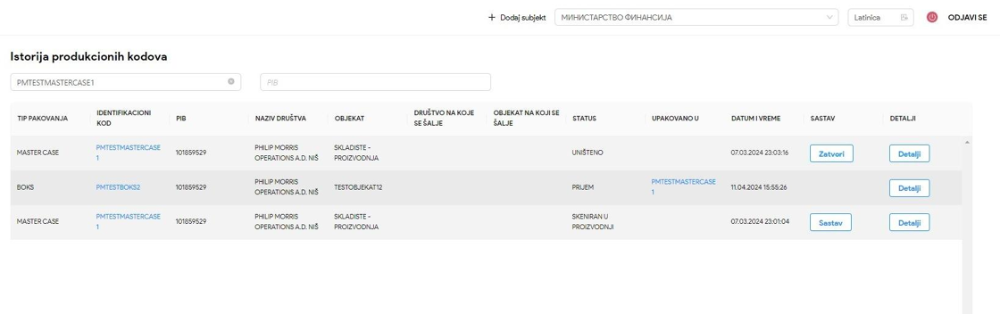 + Dodaj subjekt МИНИСТАРСТВО ФИНАНСИЈА Latinica ODJAVI SE
Istorija produkcionih kodova
PMTESTMASTERCASE1 PIB
TIP PAKOVANJA IDENTIFIKACIONI KOD PIB NAZIV DRUŠTVA OBJEKAT DRUŠTVO NA KOJE SE ŠALJE OBJEKAT NA KOJI SE ŠALJE STATUS UPAKOVANO U DATUM I VREME SASTAV DETALJI
MASTER CASE PMTESTMASTERCASE1 101859529 PHILIP MORRIS OPERATIONS A.D. NIŠ SKLADISTE - PROIZVODNJA UNIŠTENO 07.03.2024 23:03:16 Zatvori Detalji
BOKS PMTESTBOKS2 101859529 PHILIP MORRIS OPERATIONS A.D. NIŠ TESTOBJEKAT12 PRIJEM PMTESTMASTERCASE1 11.04.2024 15:55:26 Detalji
MASTER CASE PMTESTMASTERCASE1 101859529 PHILIP MORRIS OPERATIONS A.D. NIŠ SKLADISTE - PROIZVODNJA SKENIRAN U PROIZVODNJI 07.03.2024 23:01:04 Sastav Detalji